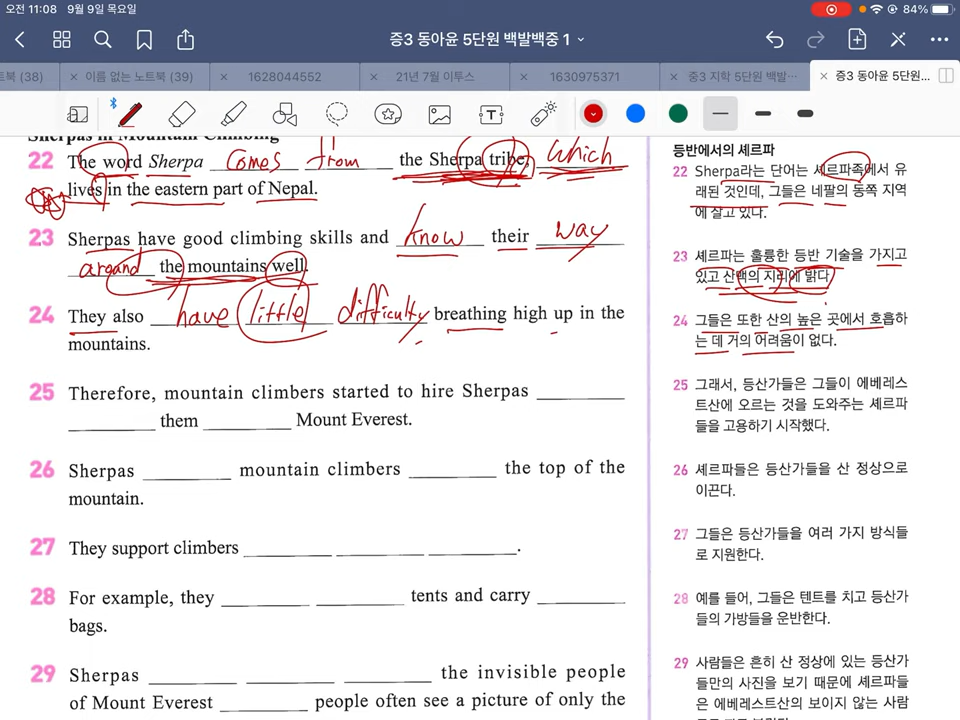 오전 11:08 9월 9일 목요일
84%
증3 동아윤 5단원 백발백중 1
트북 (38)
이름 없는 노트북 (39)
1628044552
21년 7월 이투스
1630975371
중3 지학 5단원 백발...
증3 동아윤 5단원...
Sherpas in Mountain Climbing
22 The word Sherpa comes from the Sherpa tribe, which
lives in the eastern part of Nepal.
23 Sherpas have good climbing skills and know their way
around the mountains well.
24 They also have little difficulty breathing high up in the
mountains.
25 Therefore, mountain climbers started to hire Sherpas ________
________ them ________ Mount Everest.
26 Sherpas ________ mountain climbers ________ the top of the
mountain.
27 They support climbers ________ ________ ________.
28 For example, they ________ ________ tents and carry ________
bags.
29 Sherpas ________ ________ ________ the invisible people
of Mount Everest ________ people often see a picture of only the
등반에서의 셰르파
22 Sherpa라는 단어는 셰르파족에서 유
래된 것인데, 그들은 네팔의 동쪽 지역
에 살고 있다.
23 셰르파는 훌륭한 등반 기술을 가지고
있고 산맥의 지리에 밝다.
24 그들은 또한 산의 높은 곳에서 호흡하
는 데 거의 어려움이 없다.
25 그래서, 등산가들은 그들이 에베레스
트산에 오르는 것을 도와주는 셰르파
들을 고용하기 시작했다.
26 셰르파들은 등산가들을 산 정상으로
이끈다.
27 그들은 등산가들을 여러 가지 방식들
로 지원한다.
28 예를 들어, 그들은 텐트를 치고 등산가
들의 가방들을 운반한다.
29 사람들은 흔히 산 정상에 있는 등산가
들만의 사진을 보기 때문에 셰르파들
은 에베레스트산의 보이지 않는 사람